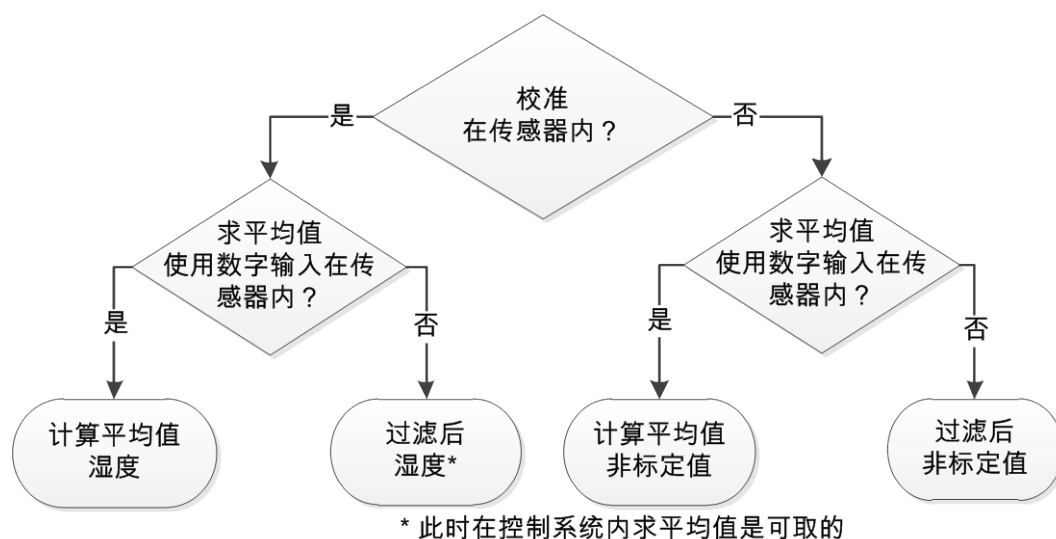 校准
在传感器内？
是
否
求平均值
使用数字输入在传
感器内？
求平均值
使用数字输入在传
感器内？
是
否
是
否
计算平均值
湿度
过滤后
湿度*
计算平均值
非标定值
过滤后
非标定值
* 此时在控制系统内求平均值是可取的